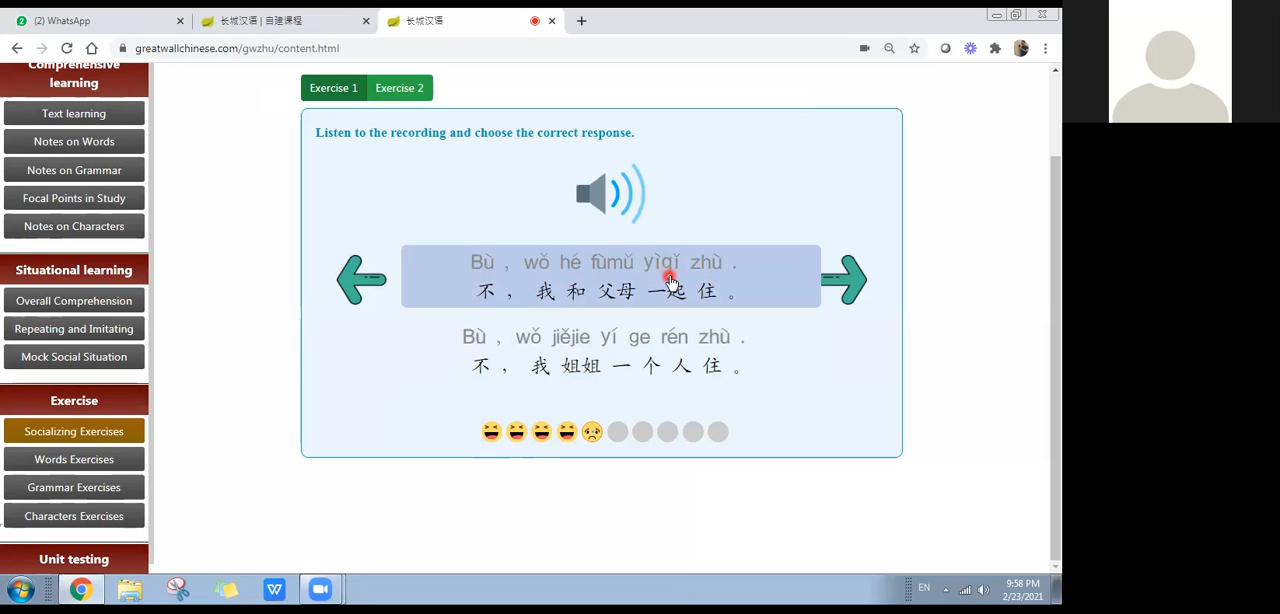 (2) WhatsApp
长城汉语 | 自建课程
长城汉语
greatwallchinese.com/gwzhu/content.html
Comprehensive
learning
Text learning
Notes on Words
Notes on Grammar
Focal Points in Study
Notes on Characters
Situational learning
Overall Comprehension
Repeating and Imitating
Mock Social Situation
Exercise
Socializing Exercises
Words Exercises
Grammar Exercises
Characters Exercises
Unit testing
Exercise 1
Exercise 2
Listen to the recording and choose the correct response.
Bù , wǒ hé fùmǔ yìqǐ zhù .
不 , 我 和 父母 一起 住 。
Bù , wǒ jiějie yí ge rén zhù .
不 , 我 姐姐 一 个 人 住 。
EN
9:58 PM
2/23/2021